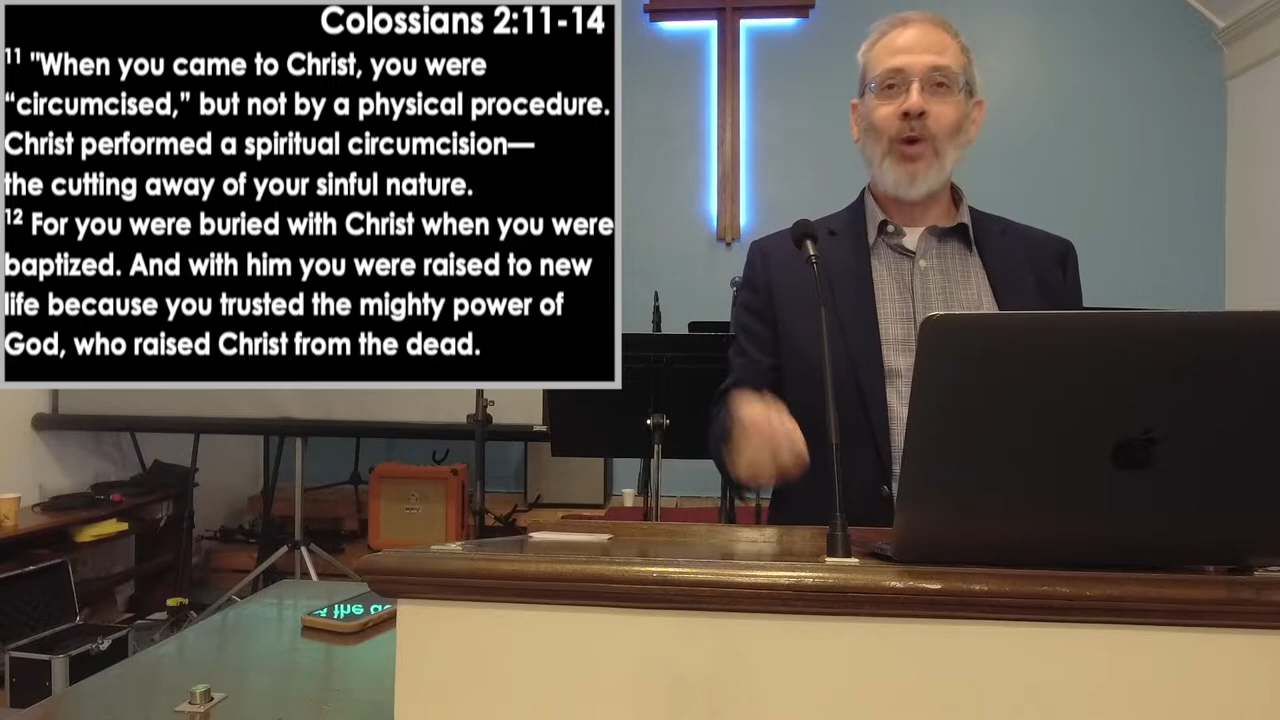 Colossians 2:11-14
11 "When you came to Christ, you were
“circumcised,” but not by a physical procedure.
Christ performed a spiritual circumcision—
the cutting away of your sinful nature.
12 For you were buried with Christ when you were
baptized. And with him you were raised to new
life because you trusted the mighty power of
God, who raised Christ from the dead.